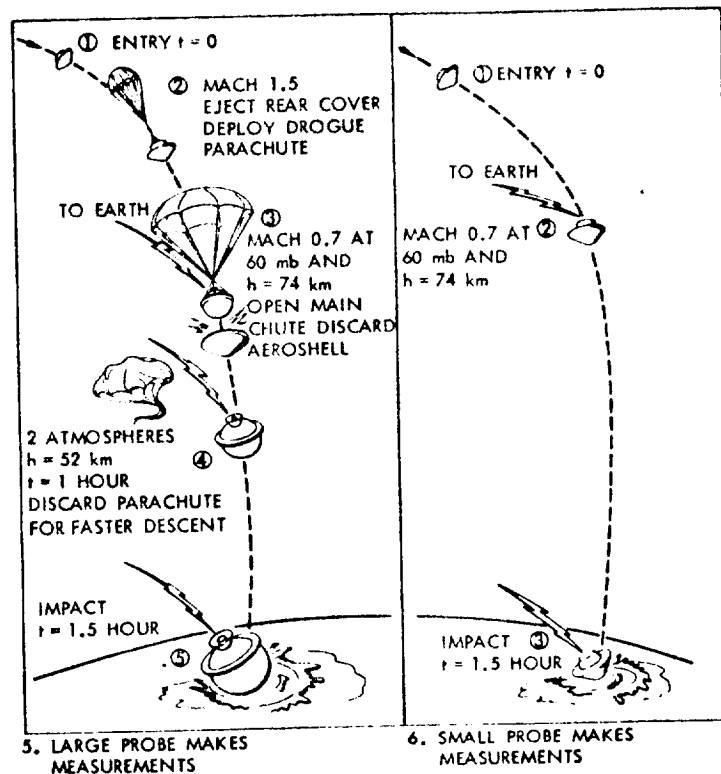 ① ENTRY t = 0
② MACH 1.5
EJECT REAR COVER
DEPLOY DROGUE
PARACHUTE
TO EARTH
③
MACH 0.7 AT
60 mb AND
h = 74 km
OPEN MAIN
CHUTE DISCARD
AEROSHELL
2 ATMOSPHERES
h = 52 km
t = 1 HOUR
④
DISCARD PARACHUTE
FOR FASTER DESCENT
IMPACT
t = 1.5 HOUR
⑤
5. LARGE PROBE MAKES
MEASUREMENTS
① ENTRY t = 0
TO EARTH
MACH 0.7 AT ②
60 mb AND
h = 74 km
IMPACT ③
t = 1.5 HOUR
6. SMALL PROBE MAKES
MEASUREMENTS